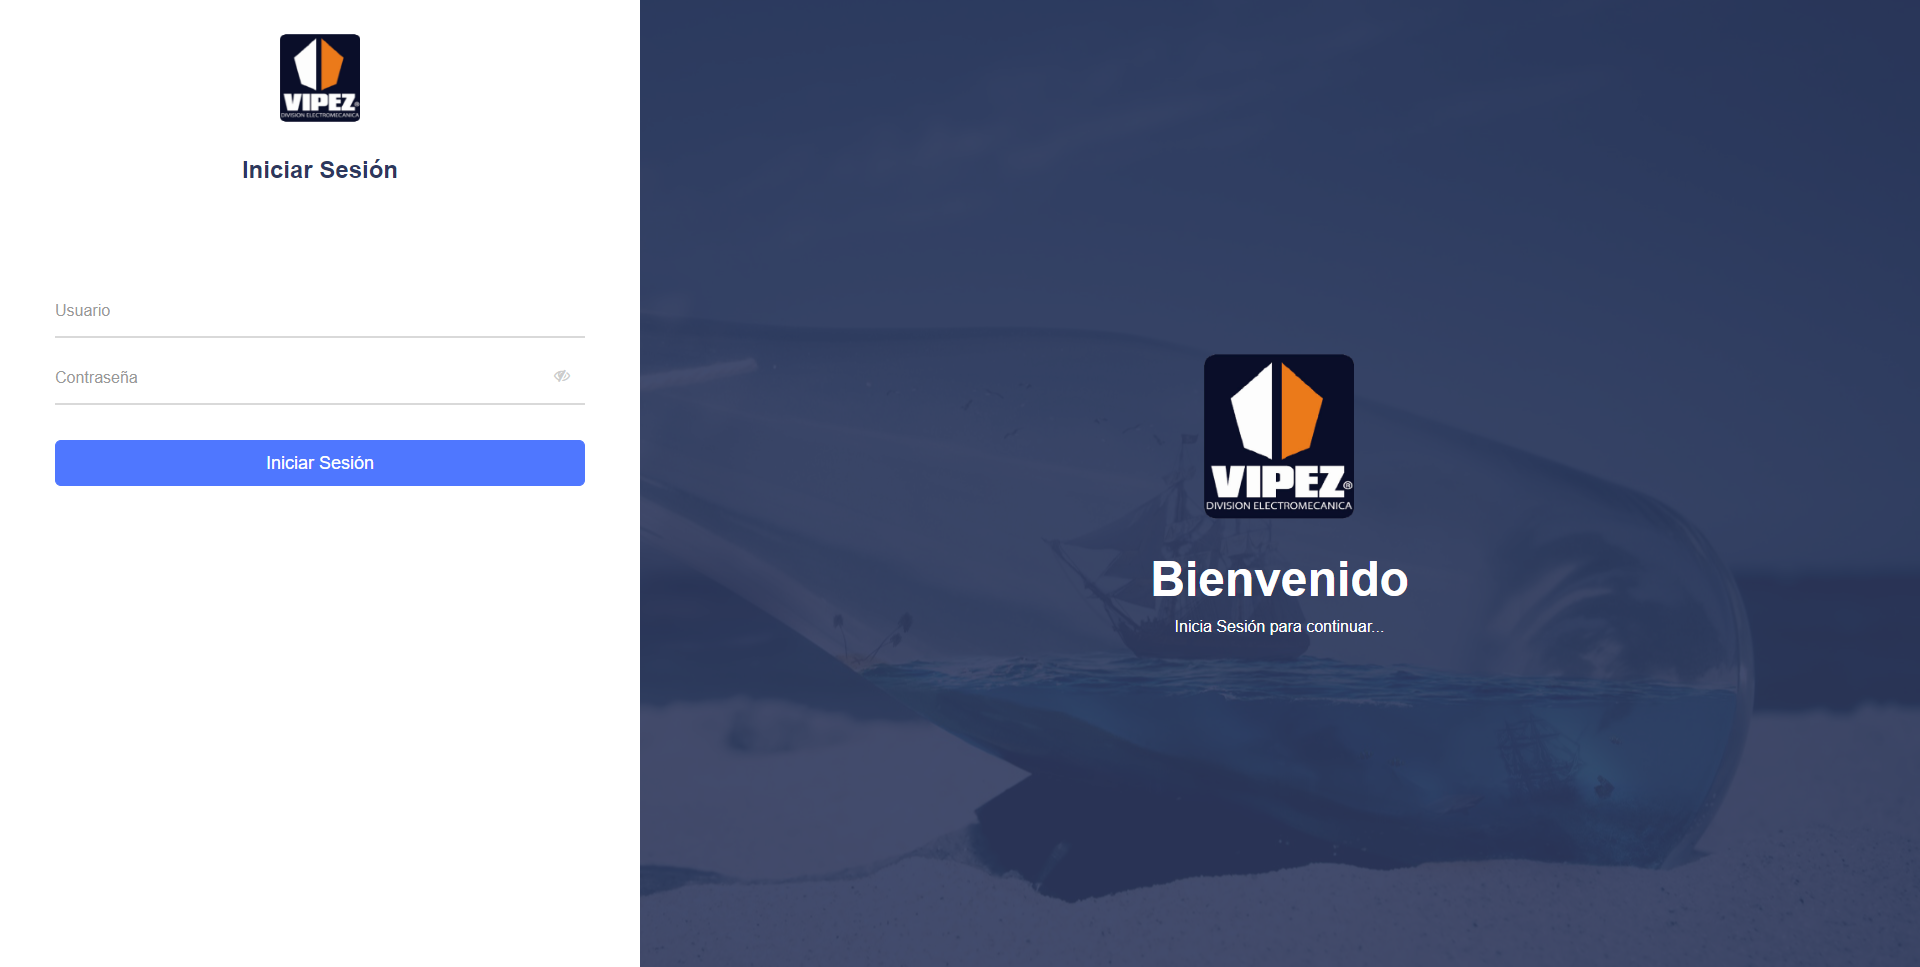 VIPEZ®
DIVISION ELECTROMECANICA
Iniciar Sesión
Usuario
Contraseña
Iniciar Sesión
VIPEZ®
DIVISION ELECTROMECANICA
Bienvenido
Inicia Sesión para continuar...